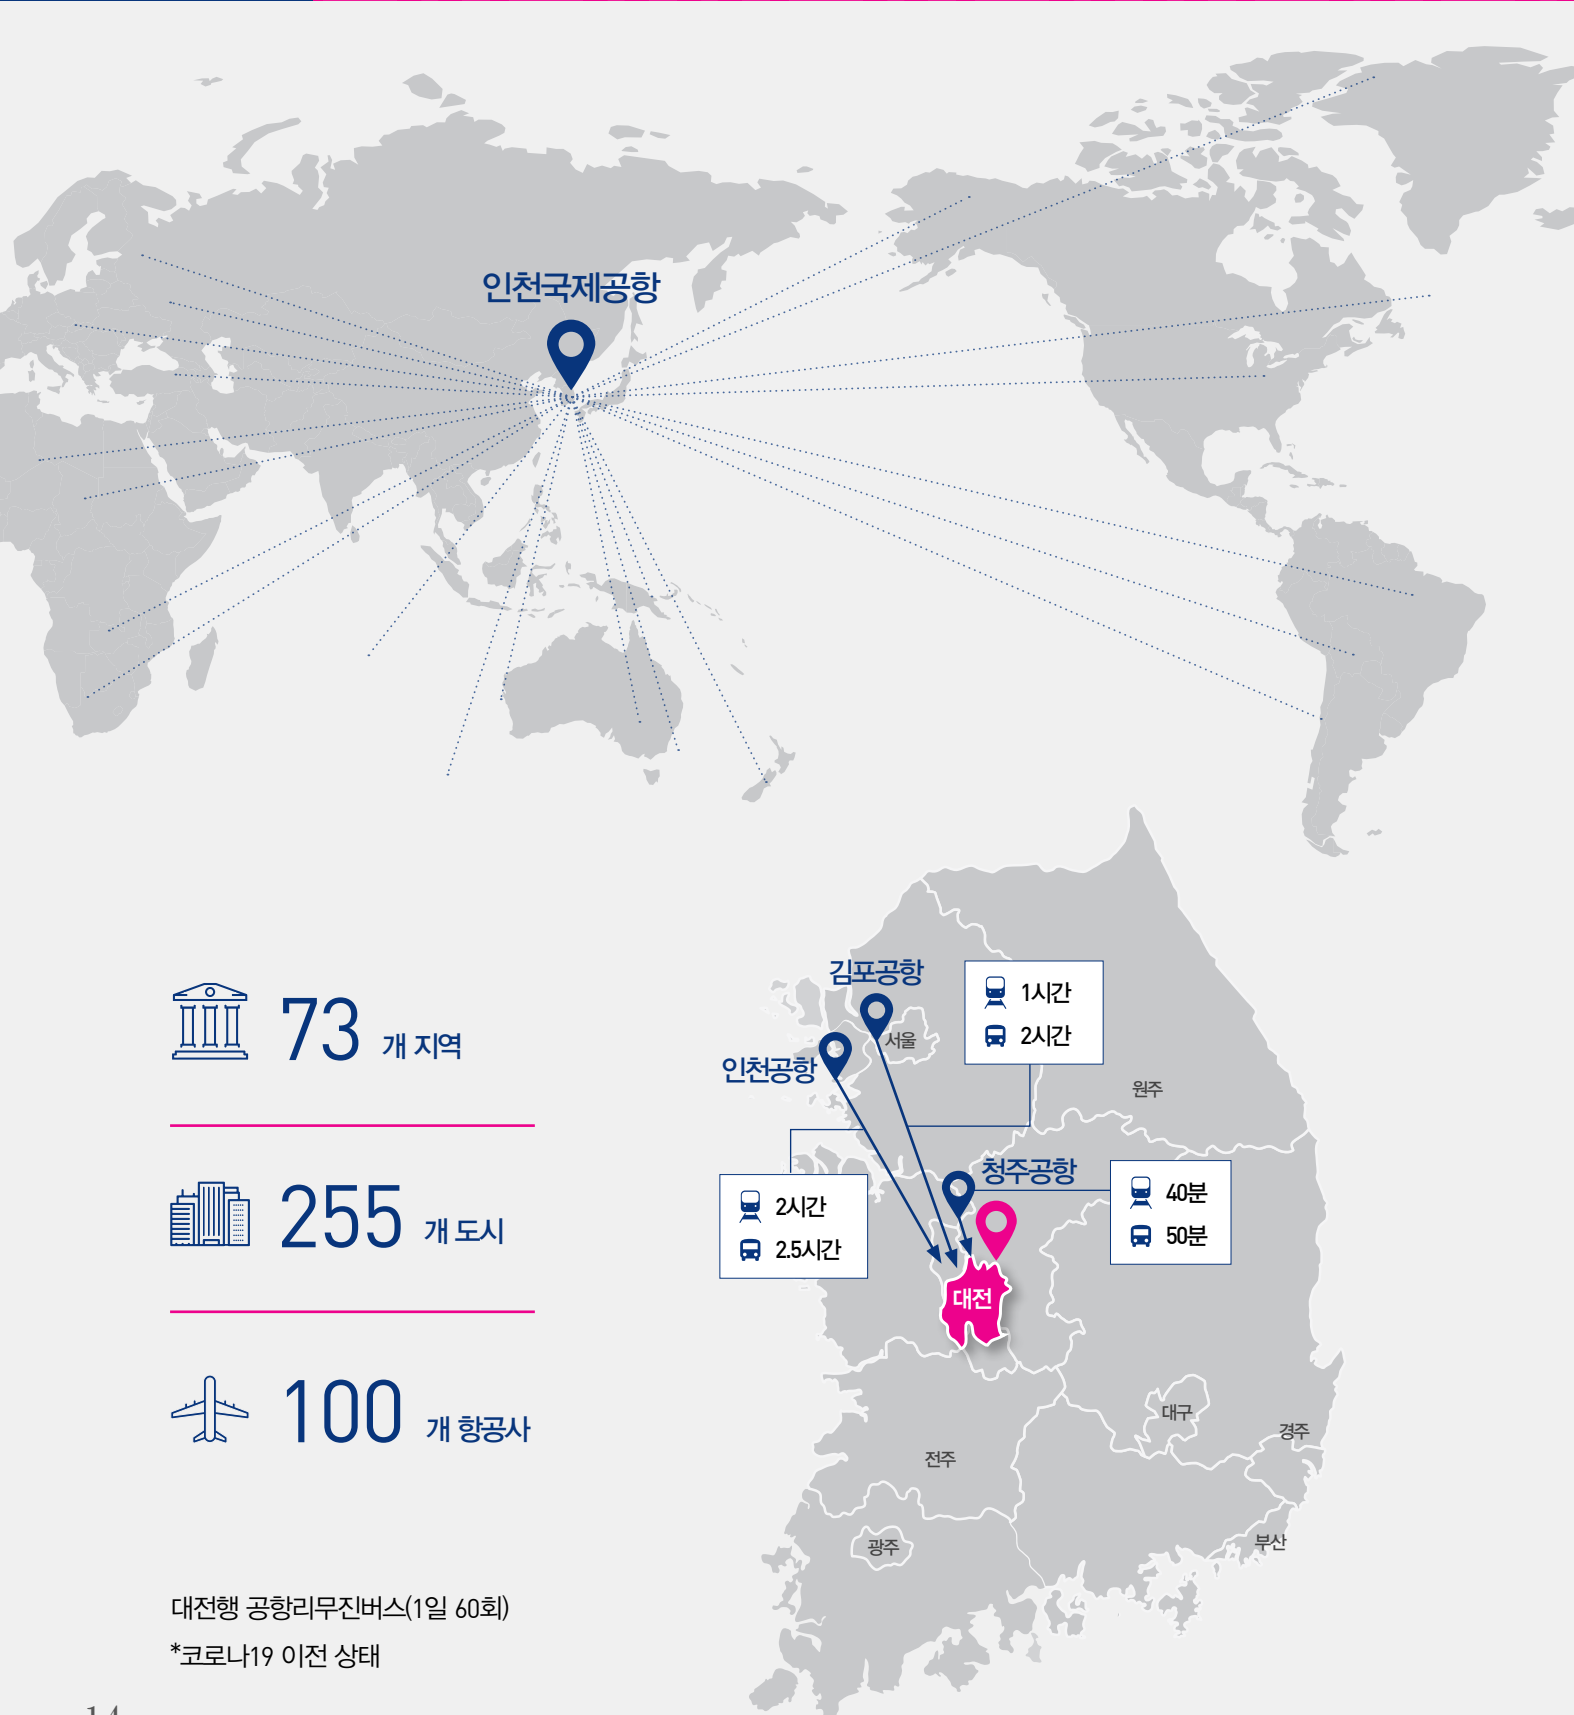 인천국제공항
73 개 지역
255 개 도시
100 개 항공사
대전행 공항리무진버스(1일 60회)
*코로나19 이전 상태
김포공항
1시간
2시간
서울
인천공항
원주
청주공항
2시간
2.5시간
40분
50분
대전
대구
경주
전주
부산
광주
14